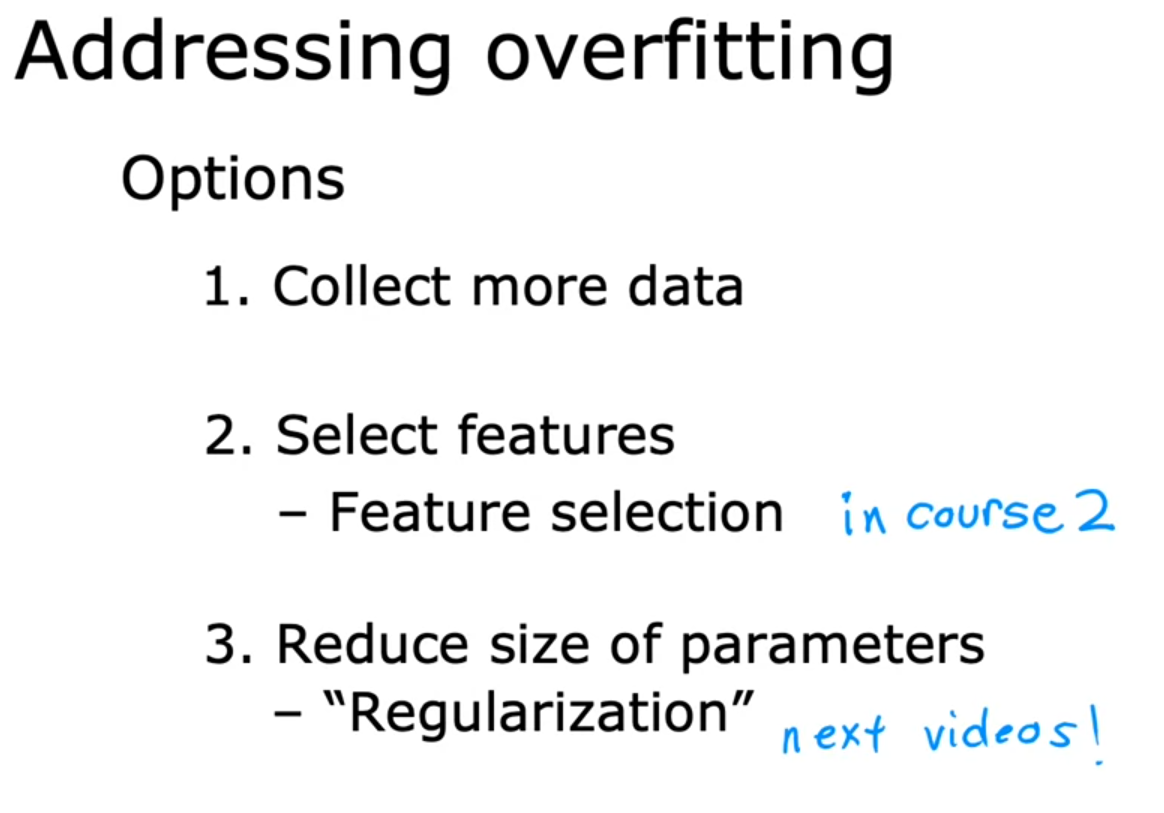 Addressing overfitting
Options
1. Collect more data
2. Select features
– Feature selection in course 2
3. Reduce size of parameters
– “Regularization” next videos!